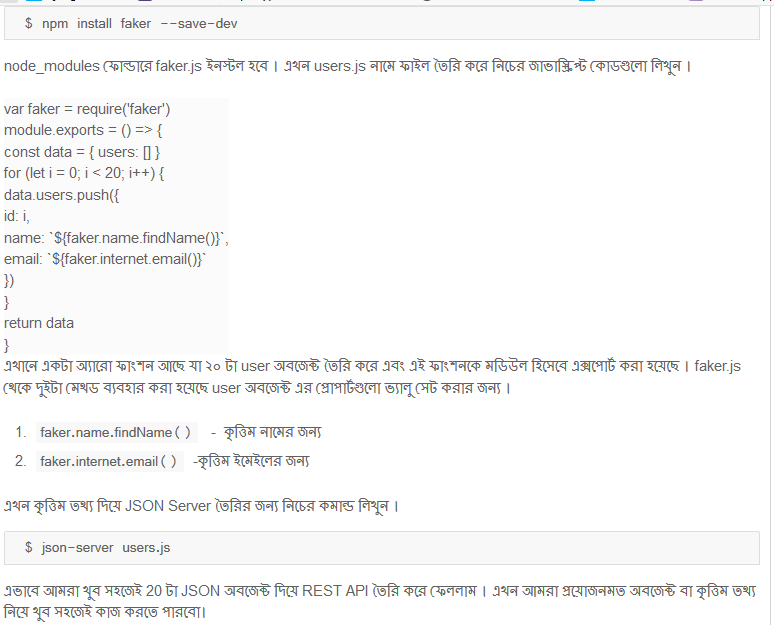 $ npm install faker --save-dev
node_modules ফোল্ডারে faker.js ইনস্টল হবে । এখন users.js নামে ফাইল তৈরি করে নিচের জাভাস্ক্রিপ্ট কোডগুলো লিখুন ।
var faker = require('faker')
module.exports = () => {
const data = { users: [] }
for (let i = 0; i < 20; i++) {
data.users.push({
id: i,
name: `${faker.name.findName()}`,
email: `${faker.internet.email()}`
})
}
return data
}
এখানে একটা অ্যারো ফাংশন আছে যা ২০ টা user অবজেক্ট তৈরি করে এবং এই ফাংশনকে মডিউল হিসেবে এক্সপোর্ট করা হয়েছে । faker.js
থেকে দুইটা মেথড ব্যবহার করা হয়েছে user অবজেক্ট এর প্রোপার্টিগুলো ভ্যালু সেট করার জন্য ।
1. faker.name.findName() - কৃত্তিম নামের জন্য
2. faker.internet.email() -কৃত্তিম ইমেইলের জন্য
এখন কৃত্তিম তথ্য দিয়ে JSON Server তৈরির জন্য নিচের কমান্ড লিখুন ।
$ json-server users.js
এভাবে আমরা খুব সহজেই 20 টা JSON অবজেক্ট দিয়ে REST API তৈরি করে ফেললাম । এখন আমরা প্রয়োজনমত অবজেক্ট বা কৃত্তিম তথ্য
নিয়ে খুব সহজেই কাজ করতে পারবো।